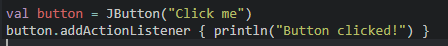 val button = JButton("Click me")
button.addActionListener { println("Button clicked!") }